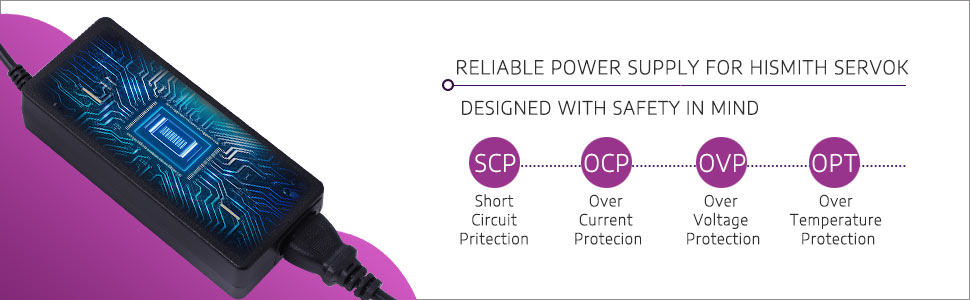 RELIABLE POWER SUPPLY FOR HISMITH SERVOK
DESIGNED WITH SAFETY IN MIND
SCP
OCP
OVP
OPT
Short
Circuit
Pritection
Over
Current
Protecion
Over
Voltage
Protection
Over
Temperature
Protection